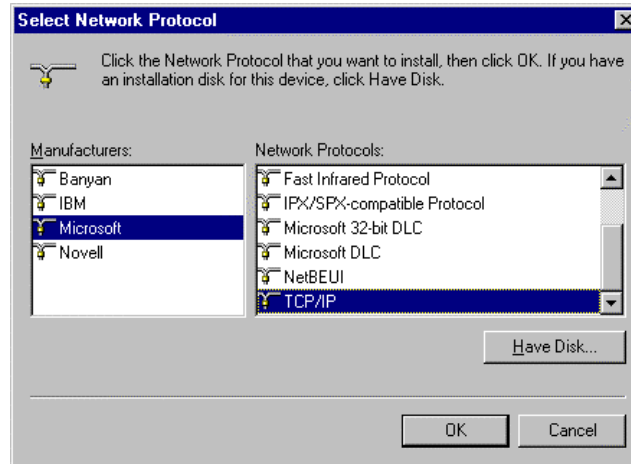 Select Network Protocol
Click the Network Protocol that you want to install, then click OK. If you have
an installation disk for this device, click Have Disk.
Manufacturers:
Banyan
IBM
Microsoft
Novell
Network Protocols:
Fast Infrared Protocol
IPX/SPX-compatible Protocol
Microsoft 32-bit DLC
Microsoft DLC
NetBEUI
TCP/IP
Have Disk...
OK
Cancel